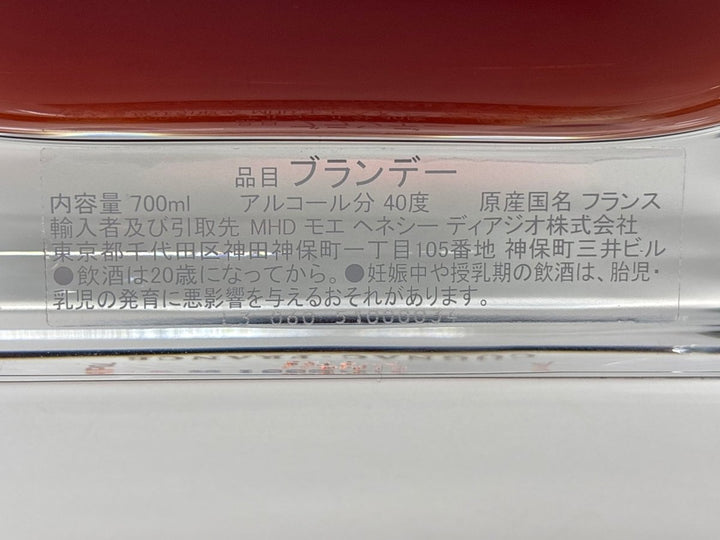 品目 ブランデー
内容量 700ml アルコール分 40度 原産国名 フランス
輸入者及び引取先 MHD モエ ヘネシー ディアジオ株式会社
東京都千代田区神田神保町一丁目105番地 神保町三井ビル
●飲酒は20歳になってから。●妊娠中や授乳期の飲酒は、胎児・
乳児の発育に悪影響を与えるおそれがあります。